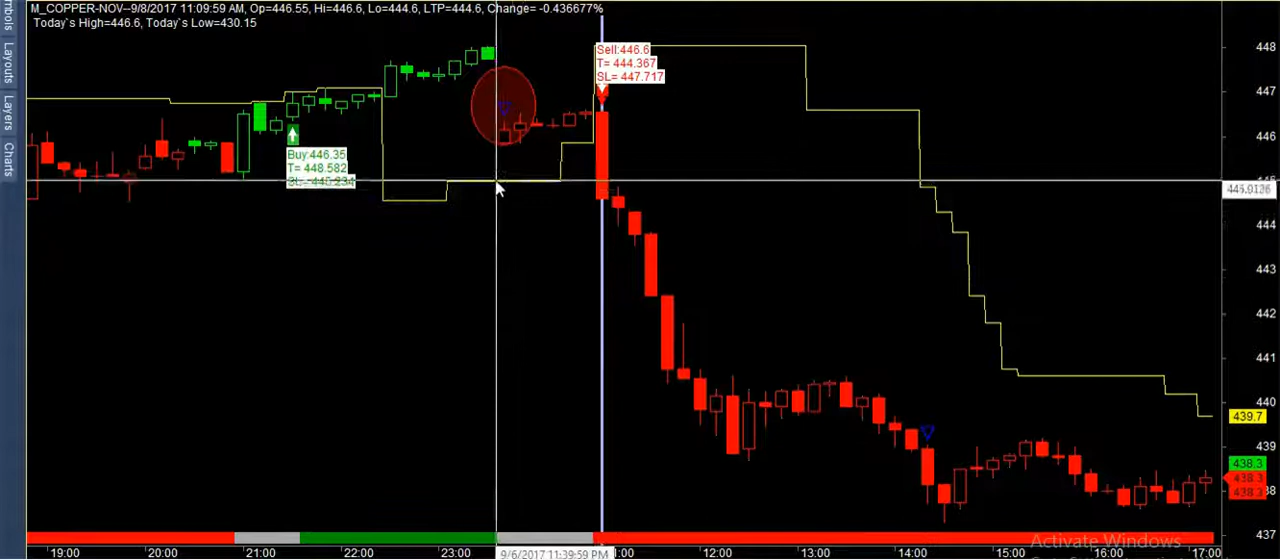 M_COPPER-NOV--9/8/2017 11:09:59 AM, Op=446.55, Hi=446.6, Lo=444.6, LTP=444.6, Change= -0.436677%
Today`s High=446.6, Today`s Low=430.15
Layouts
Layers
Charts
Sell:446.6
T= 444.367
SL= 447.717
Buy:446.35
T= 448.582
448
447
446
444
443
442
440
439.7
439
438.3
438.3
438.3
437
Activate Windows
19:00
20:00
21:00
22:00
23:00
9/6/2017 11:39:59 PM
12:00
13:00
14:00
15:00
16:00
17:00